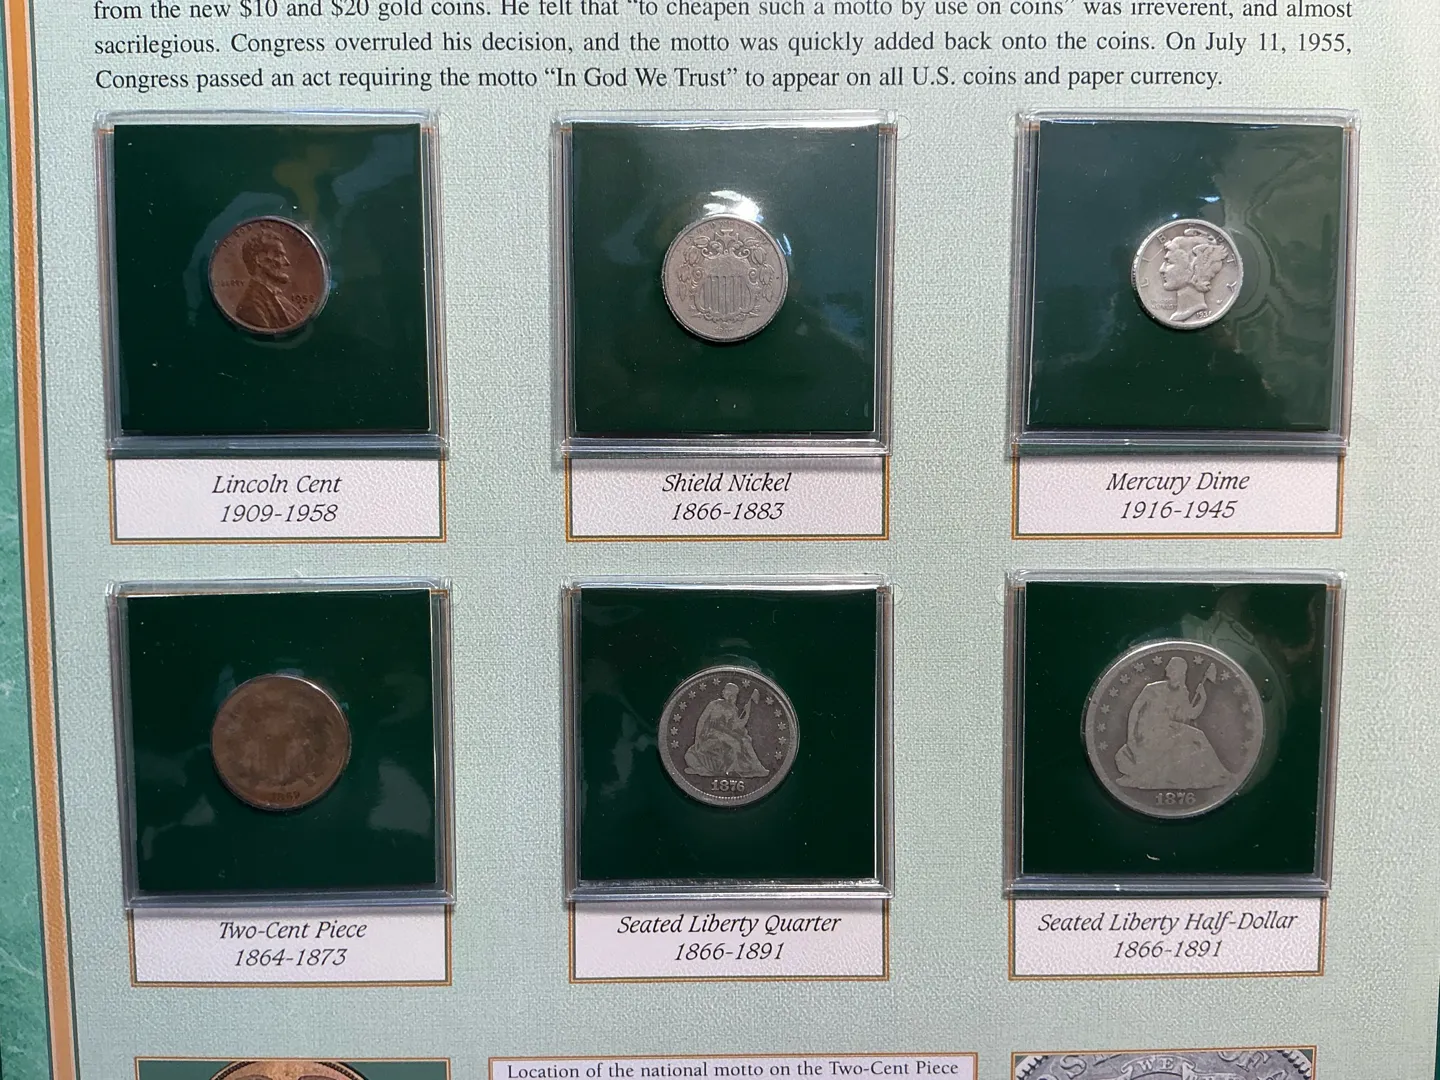 from the new $10 and $20 gold coins. He felt that “to cheapen such a motto by use on coins” was irreverent, and almost
sacrilegious. Congress overruled his decision, and the motto was quickly added back onto the coins. On July 11, 1955,
Congress passed an act requiring the motto “In God We Trust” to appear on all U.S. coins and paper currency.
LIBERTY
1958
Lincoln Cent
1909-1958
Shield Nickel
1866-1883
Mercury Dime
1916-1945
1876
1876
Two-Cent Piece
1864-1873
Seated Liberty Quarter
1866-1891
Seated Liberty Half-Dollar
1866-1891
Location of the national motto on the Two-Cent Piece
WE